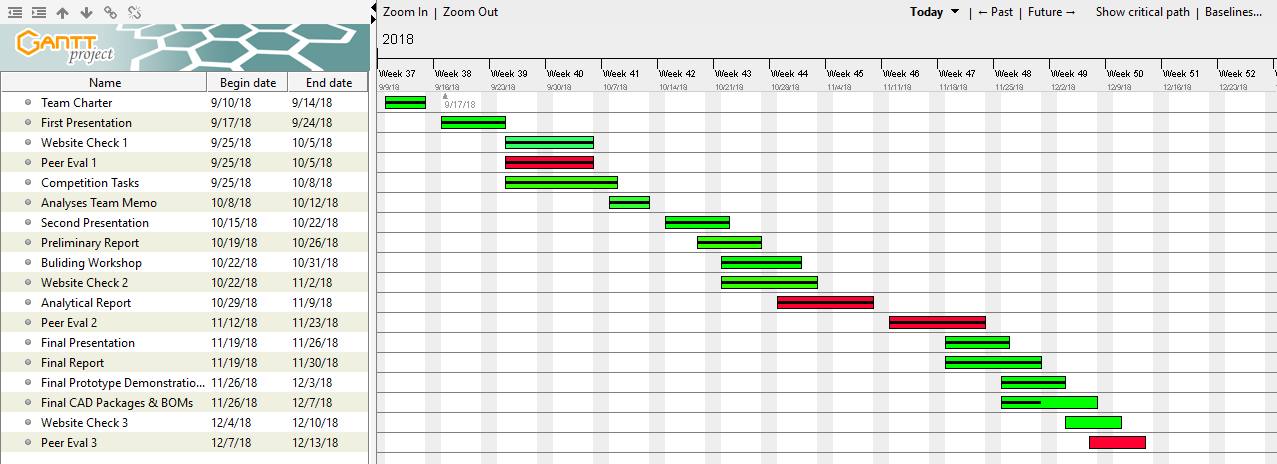 Zoom In | Zoom Out Today | ← Past | Future → Show critical path | Baselines...
GANTT project
2018
Name Begin date End date
Week 37 Week 38 Week 39 Week 40 Week 41 Week 42 Week 43 Week 44 Week 45 Week 46 Week 47 Week 48 Week 49 Week 50 Week 51 Week 52
9/9/18 9/16/18 9/23/18 9/30/18 10/7/18 10/14/18 10/21/18 10/28/18 11/4/18 11/11/18 11/18/18 11/25/18 12/2/18 12/9/18 12/16/18 12/23/18
Team Charter 9/10/18 9/14/18
9/17/18
First Presentation 9/17/18 9/24/18
Website Check 1 9/25/18 10/5/18
Peer Eval 1 9/25/18 10/5/18
Competition Tasks 9/25/18 10/8/18
Analyses Team Memo 10/8/18 10/12/18
Second Presentation 10/15/18 10/22/18
Preliminary Report 10/19/18 10/26/18
Buliding Workshop 10/22/18 10/31/18
Website Check 2 10/22/18 11/2/18
Analytical Report 10/29/18 11/9/18
Peer Eval 2 11/12/18 11/23/18
Final Presentation 11/19/18 11/26/18
Final Report 11/19/18 11/30/18
Final Prototype Demonstratio... 11/26/18 12/3/18
Final CAD Packages & BOMs 11/26/18 12/7/18
Website Check 3 12/4/18 12/10/18
Peer Eval 3 12/7/18 12/13/18